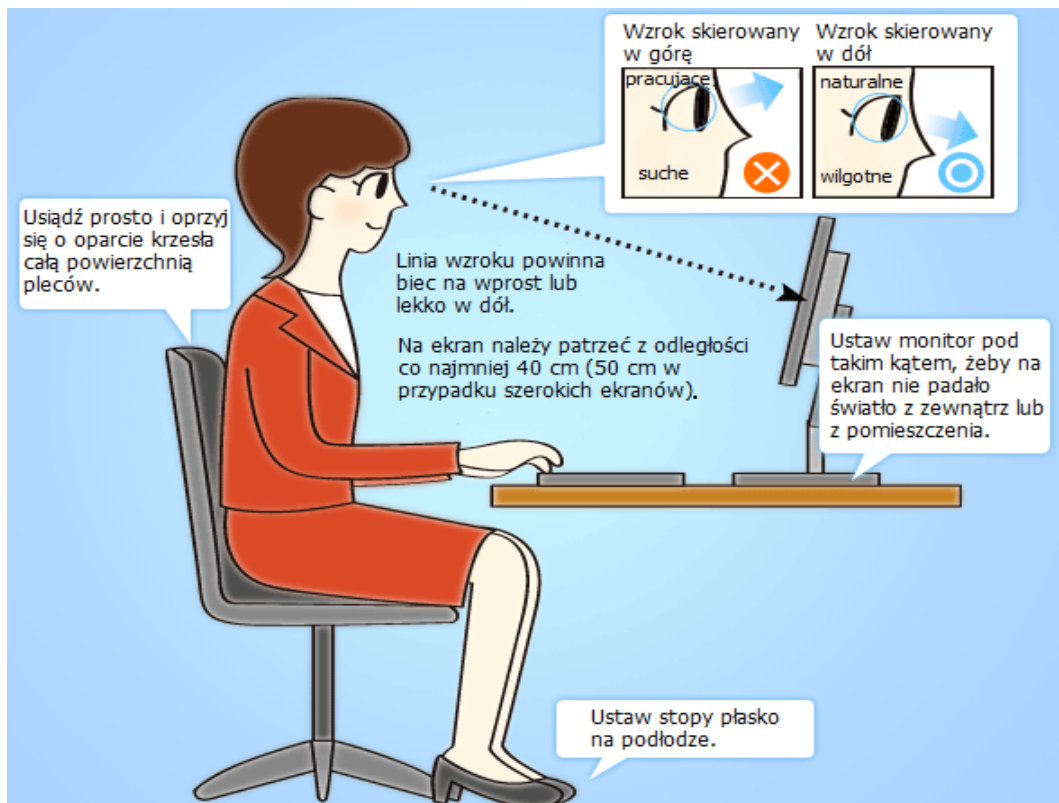 Wzrok skierowany
w górę
pracujące
suche
Wzrok skierowany
w dół
naturalne
wilgotne
Usiądź prosto i oprzyj
się o oparcie krzesła
całą powierzchnią
pleców.
Linia wzroku powinna
biec na wprost lub
lekko w dół.
Na ekran należy patrzeć z odległości
co najmniej 40 cm (50 cm w
przypadku szerokich ekranów).
Ustaw monitor pod
takim kątem, żeby na
ekran nie padało
światło z zewnątrz lub
z pomieszczenia.
Ustaw stopy płasko
na podłodze.